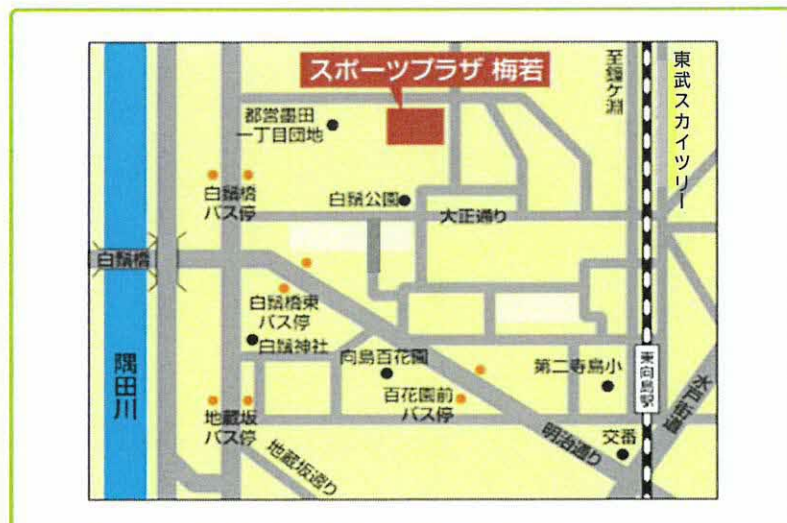 スポーツプラザ 梅若
至鐘ヶ淵
東武スカイツリー
都営墨田
一丁目団地
白鬚橋
バス停
白鬚公園
大正通り
白鬚橋
白鬚橋東
バス停
白鬚神社
向島百花園
第二寺島小
東向島駅
水戸街道
隅田川
百花園前
バス停
地蔵坂
バス停
明治通り
交番
地蔵坂通り